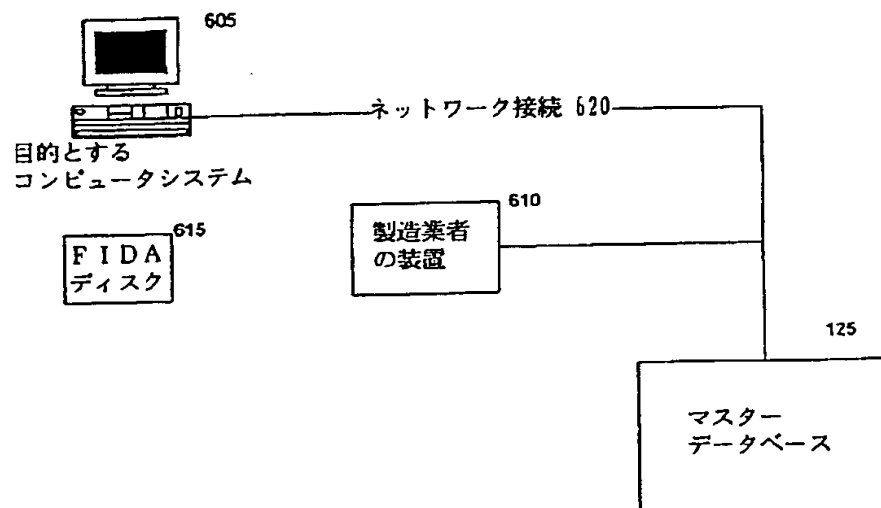 605
ネットワーク接続 620
目的とする
コンピュータシステム
615
FIDA
ディスク
610
製造業者
の装置
125
マスター
データベース